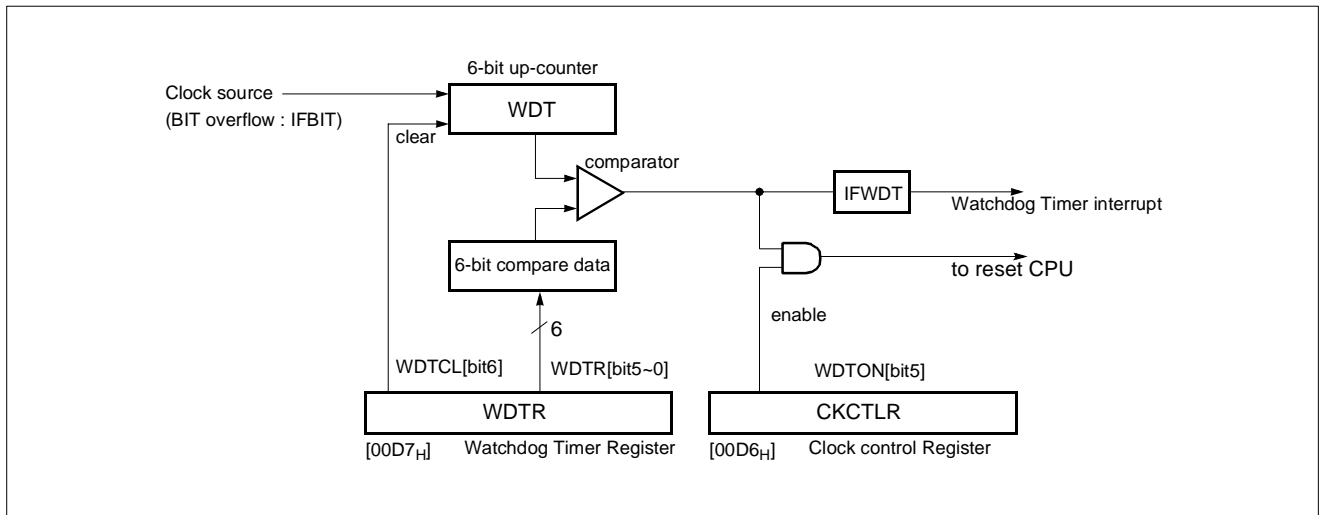 6-bit up-counter
Clock source
WDT
(BIT overflow : IFBIT)
clear
comparator
IFWDT
Watchdog Timer interrupt
6-bit compare data
to reset CPU
enable
6
WDTCL[bit6]
WDTR[bit5~0]
WDTON[bit5]
WDTR
CKCTLR
[00D7H]
Watchdog Timer Register
[00D6H]
Clock control Register